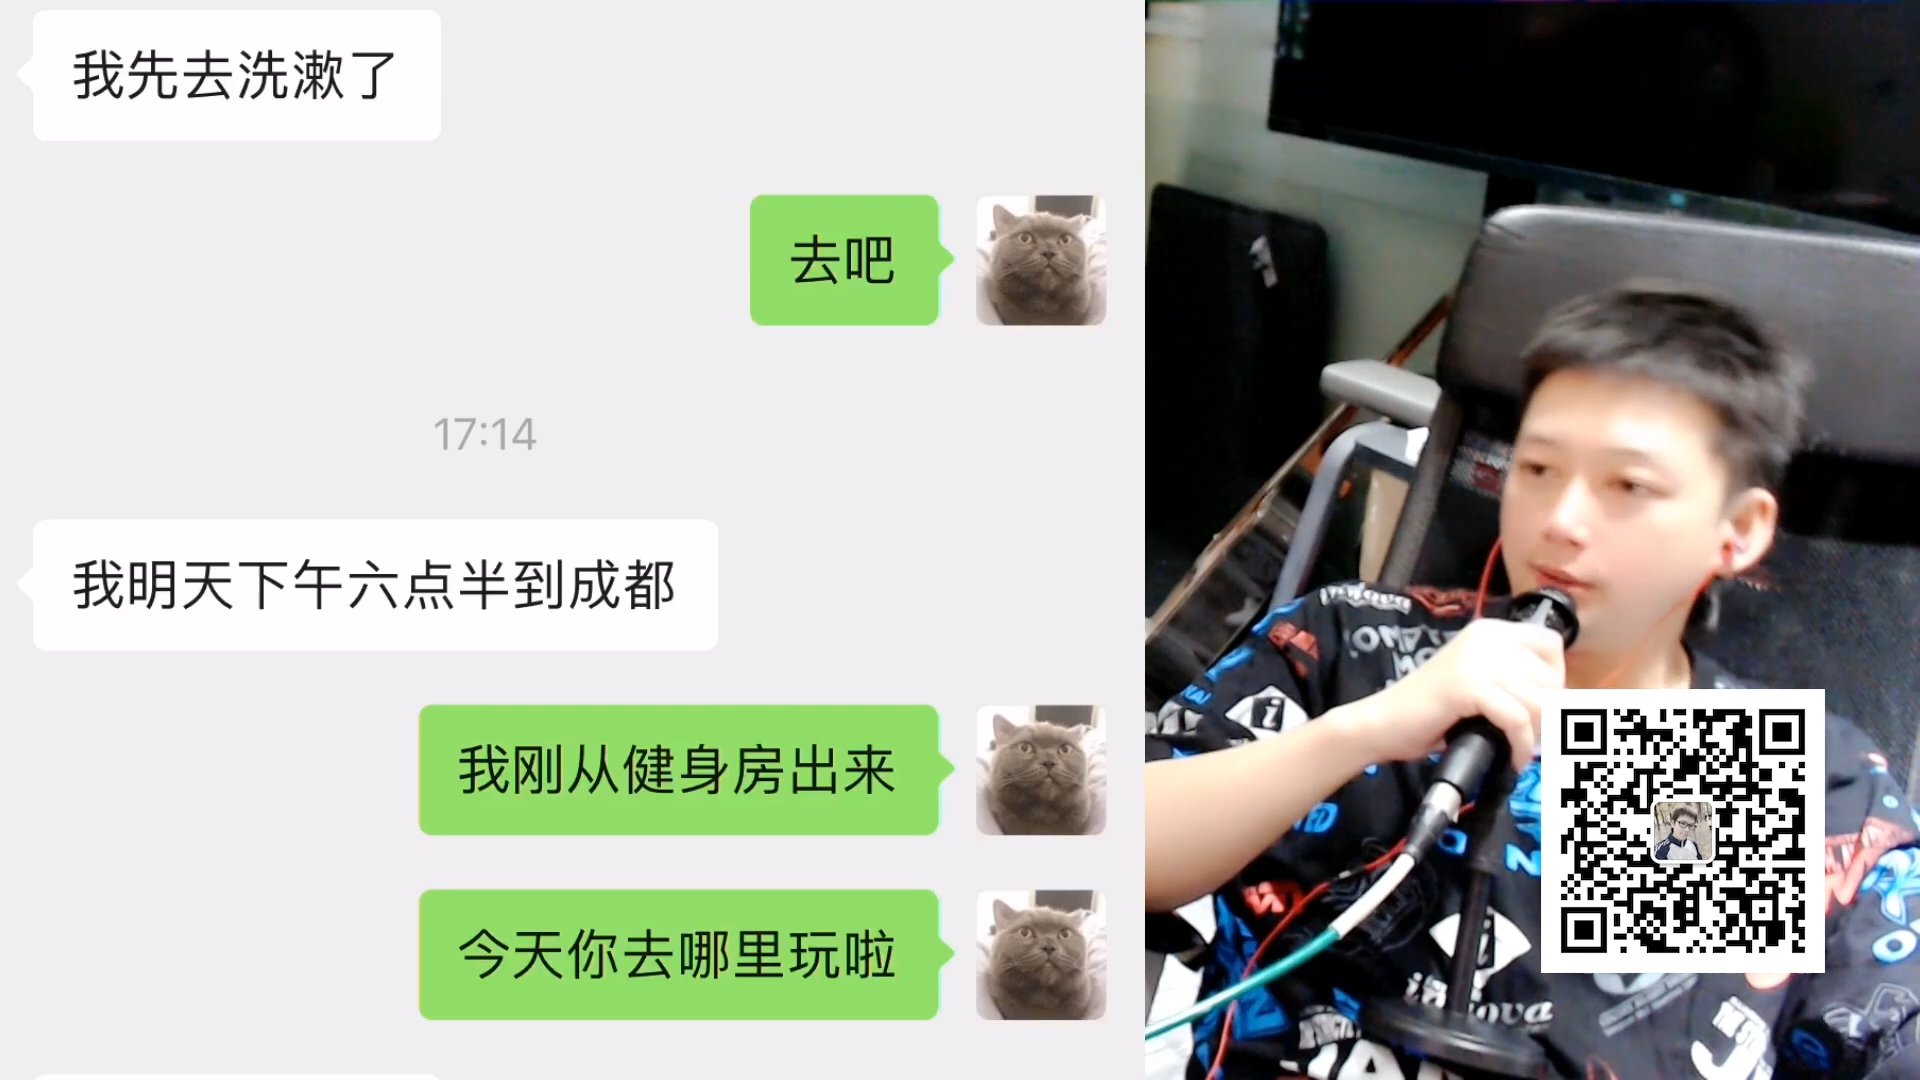 我先去洗漱了
去吧
17:14
我明天下午六点半到成都
我刚从健身房出来
今天你去哪里玩啦